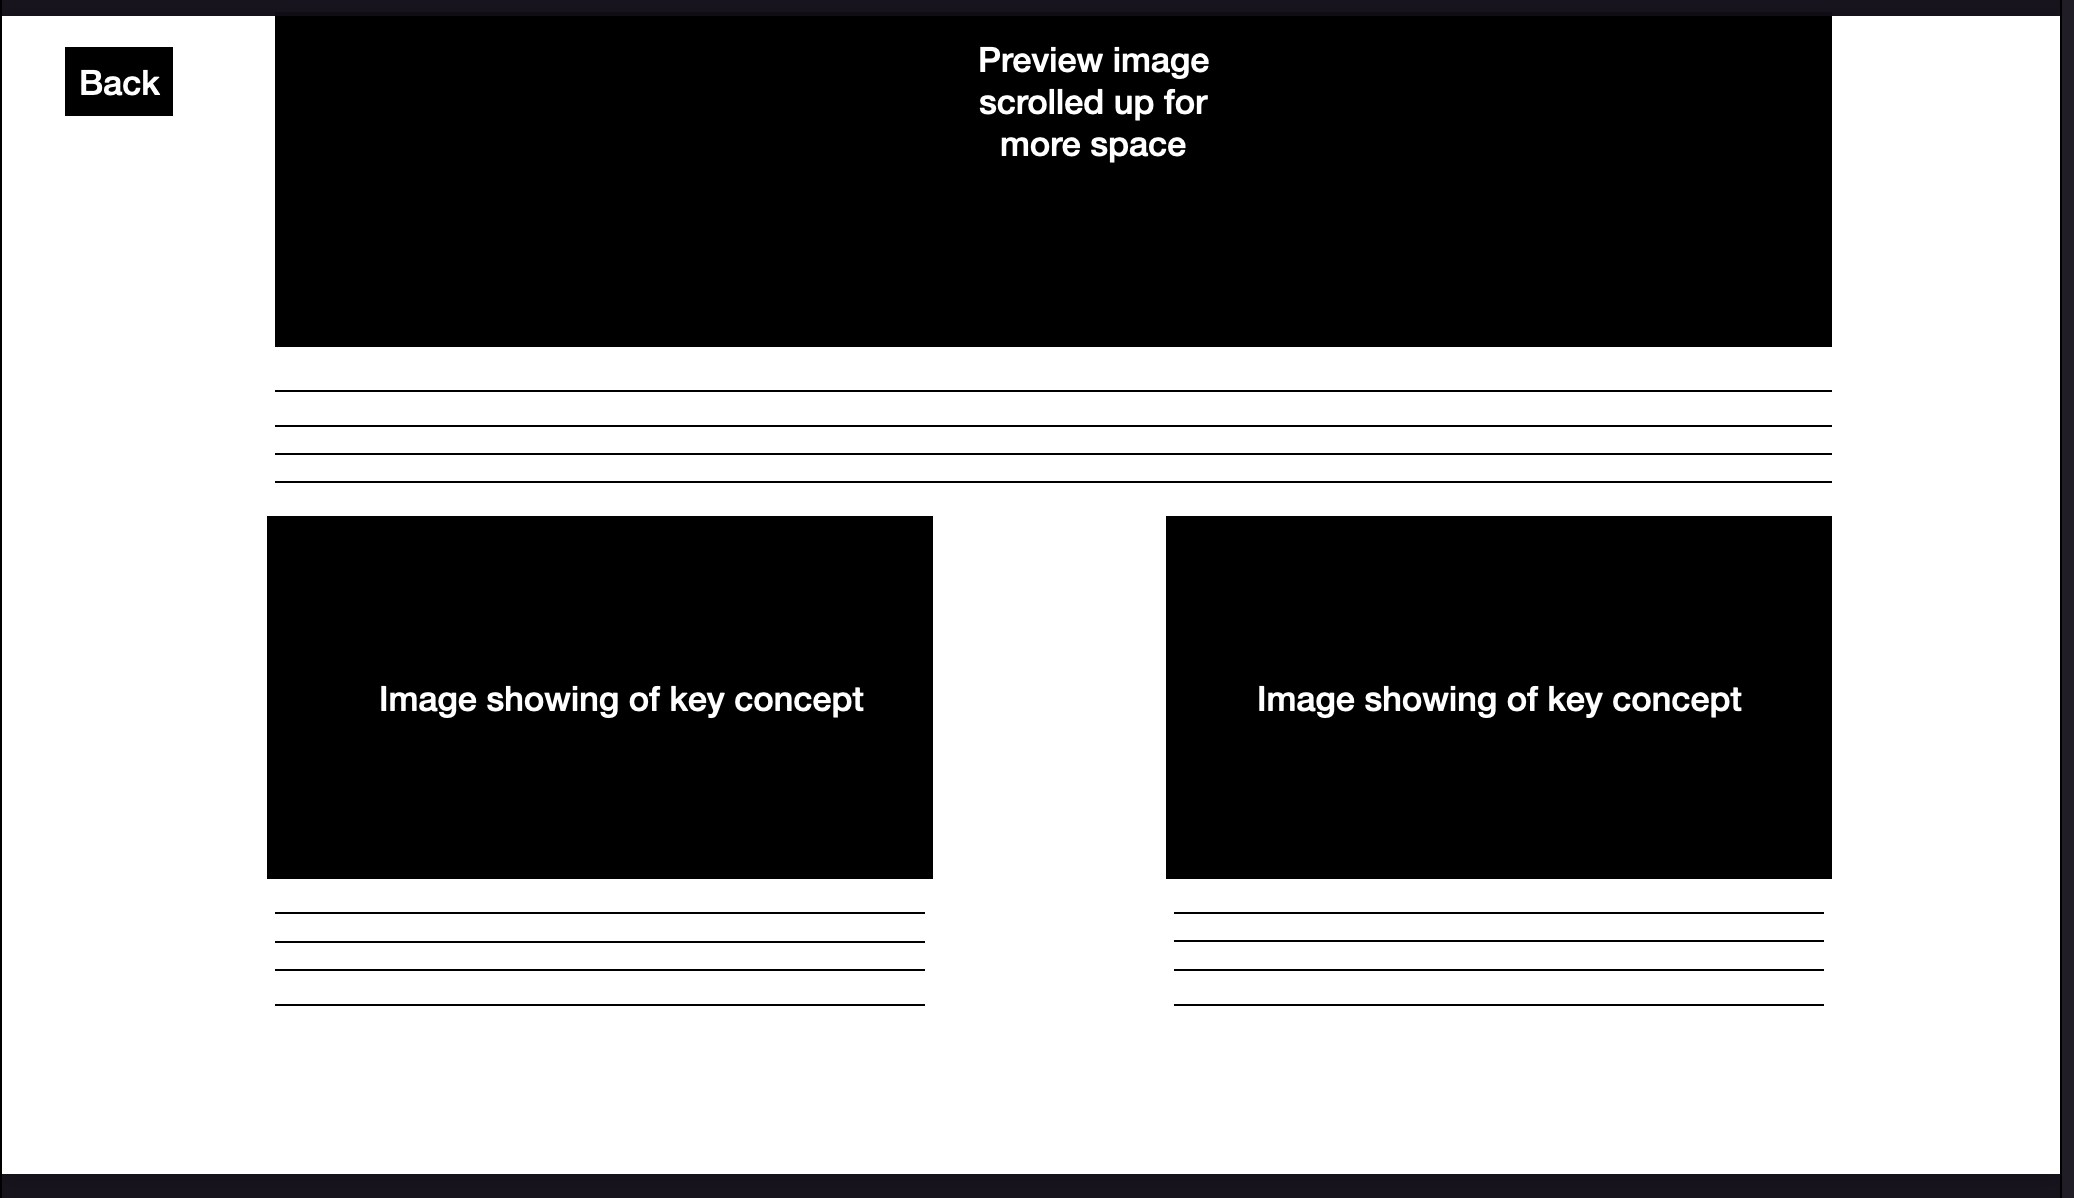 Back
Preview image
scrolled up for
more space
Image showing of key concept
Image showing of key concept